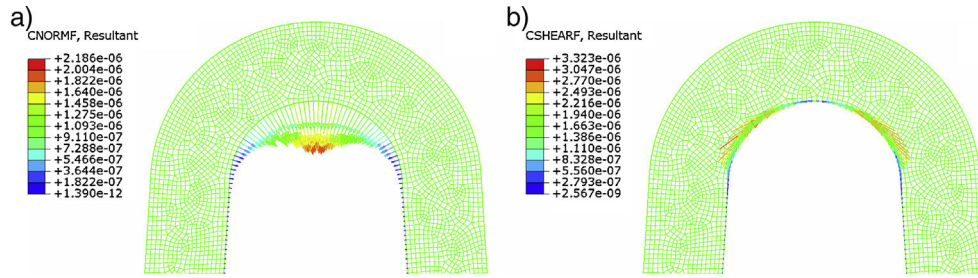 a)
CNORMF, Resultant
+2.186e-06
+2.004e-06
+1.822e-06
+1.640e-06
+1.458e-06
+1.275e-06
+1.093e-06
+9.110e-07
+7.288e-07
+5.466e-07
+3.644e-07
+1.822e-07
+1.390e-12
b)
CSHEARF, Resultant
+3.323e-06
+3.047e-06
+2.770e-06
+2.493e-06
+2.216e-06
+1.940e-06
+1.663e-06
+1.386e-06
+1.110e-06
+8.328e-07
+5.560e-07
+2.793e-07
+2.567e-09